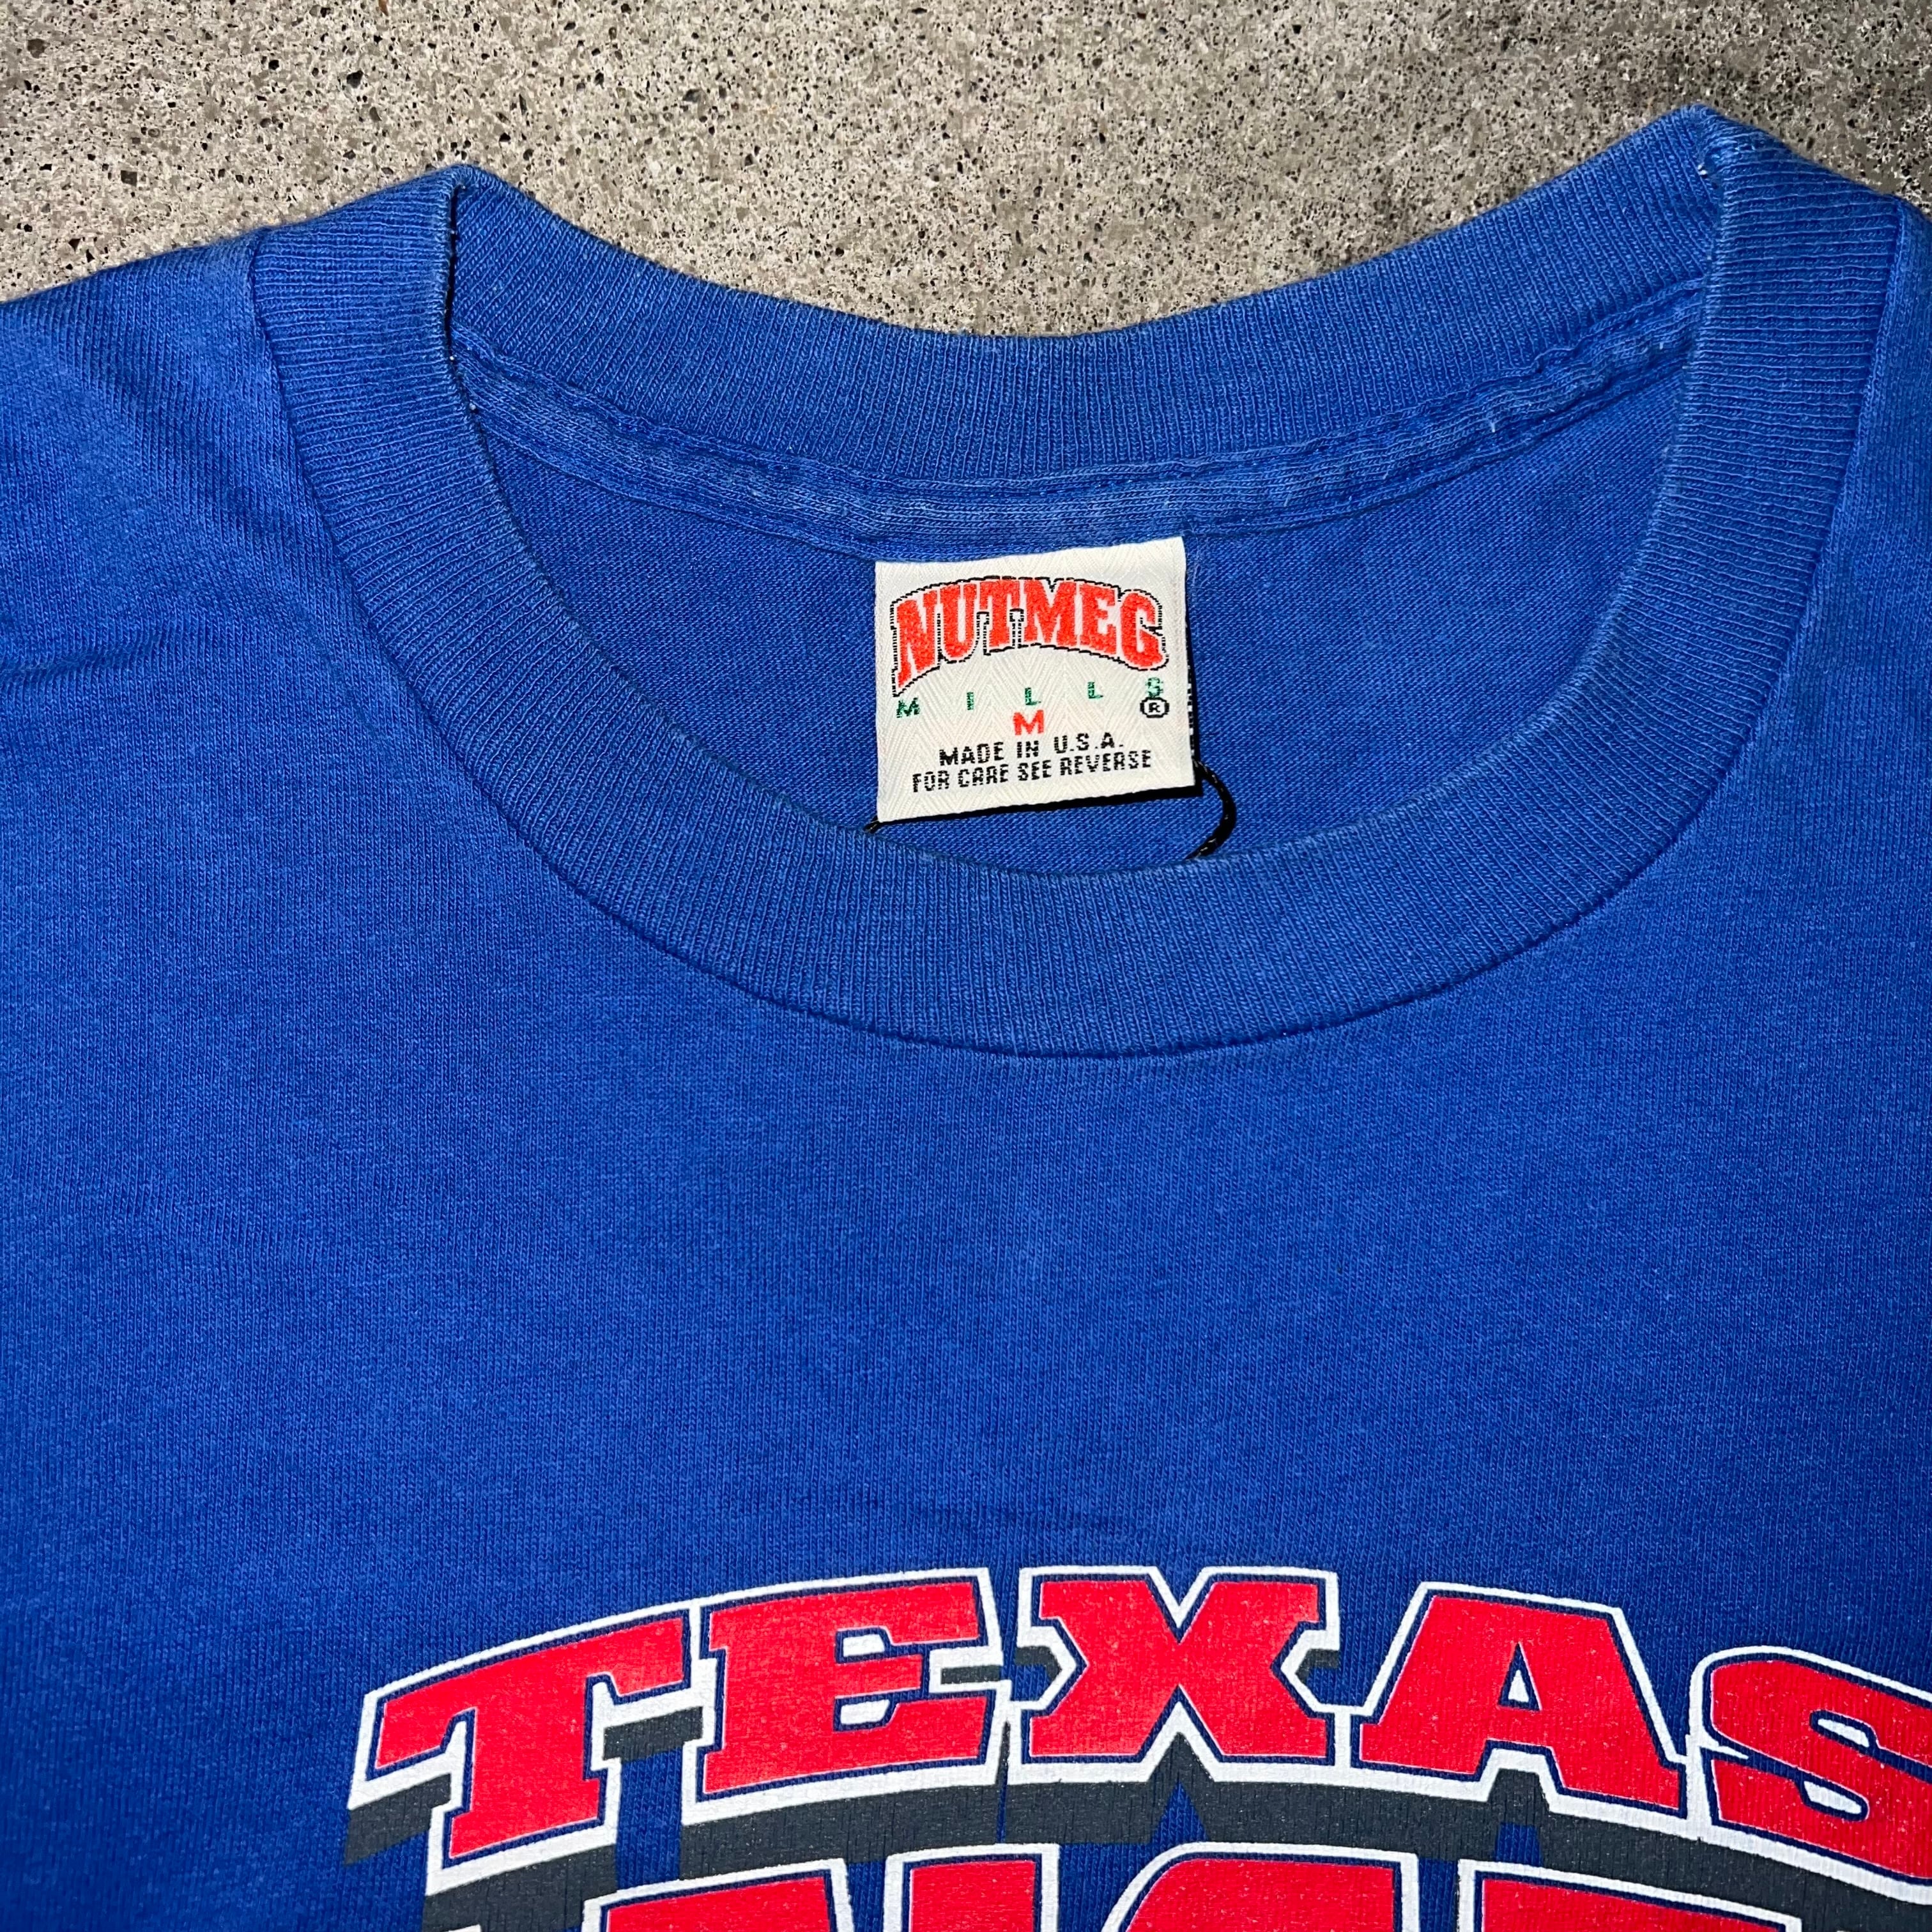 NUTMEG
MILLS ®
M
MADE IN U.S.A.
FOR CARE SEE REVERSE
TEXAS